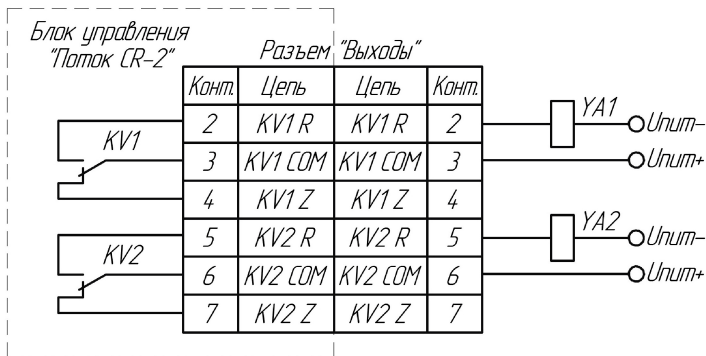 Блок управления
"Поток CR-2"
Разъем "Выходы"
Конт. Цепь Цепь Конт.
2 KV1 R KV1 R 2
3 KV1 COM KV1 COM 3
4 KV1 Z KV1 Z 4
5 KV2 R KV2 R 5
6 KV2 COM KV2 COM 6
7 KV2 Z KV2 Z 7
KV1
KV2
YA1
Uпит-
Uпит+
YA2
Uпит-
Uпит+